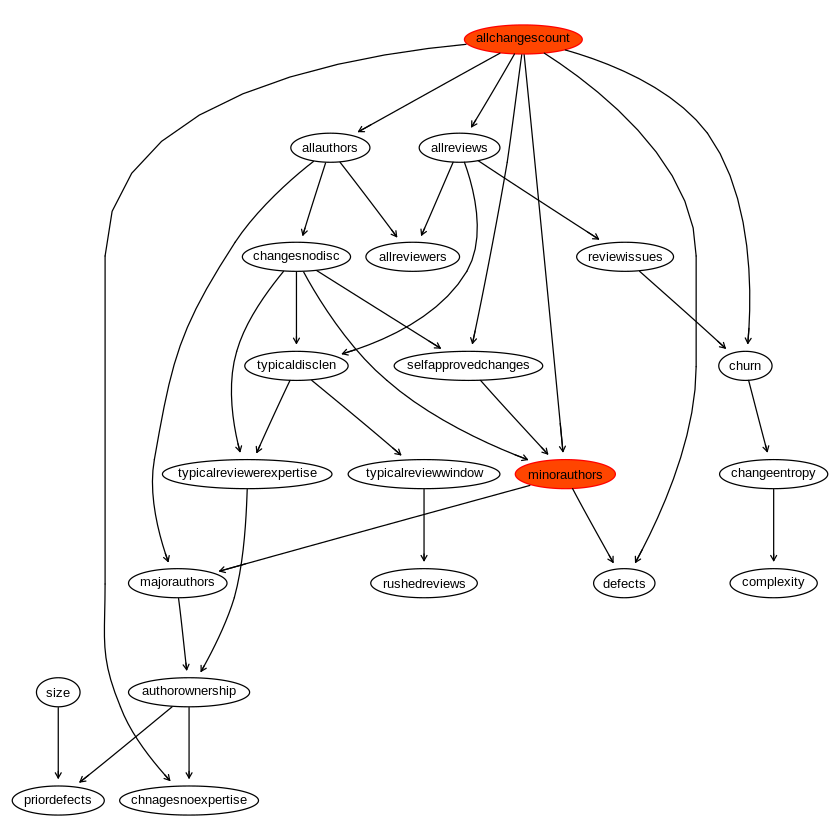 allchangescount
allauthors
allreviews
changesnodisc
allreviewers
reviewissues
typicaldisclen
selfapprovedchanges
churn
typicalreviewerexpertise
typicalreviewwindow
minorauthors
changeentropy
majorauthors
rushedreviews
defects
complexity
size
authorownership
priordefects
chnagesnoexpertise